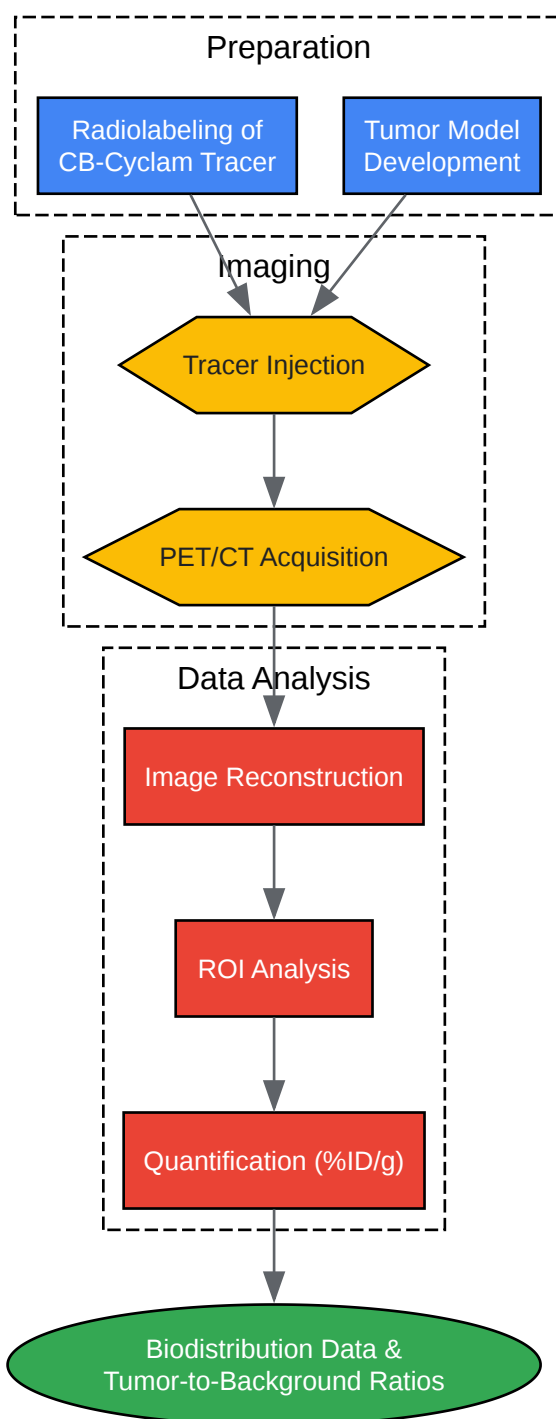 Preparation
Radiolabeling of
CB-Cyclam Tracer
Tumor Model
Development
Imaging
Tracer Injection
PET/CT Acquisition
Data Analysis
Image Reconstruction
ROI Analysis
Quantification (%ID/g)
Biodistribution Data &
Tumor-to-Background Ratios